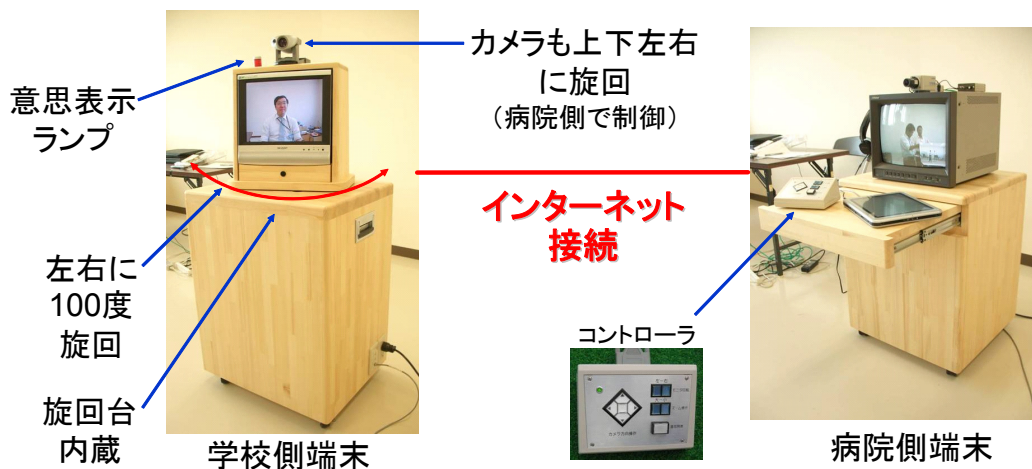 意思表示
ランプ
カメラも上下左右
に旋回
（病院側で制御）
インターネット
接続
左右に
100度
旋回
旋回台
内蔵
コントローラ
学校側端末
病院側端末